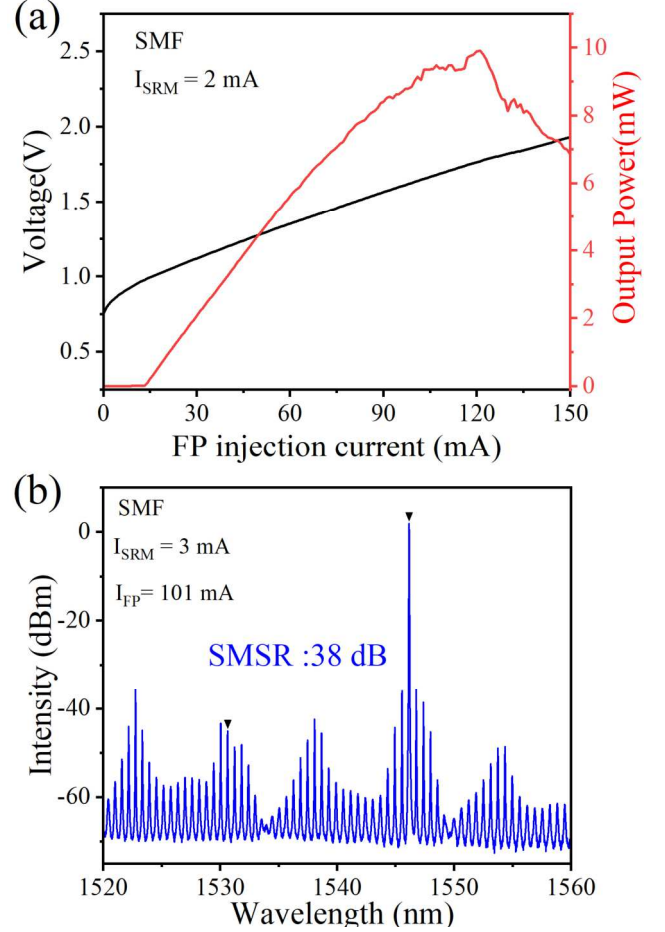 (a)
SMF
I_SRM = 2 mA
2.5
2.0
1.5
1.0
0.5
Voltage(V)
10
8
6
4
2
0
Output Power(mW)
0 30 60 90 120 150
FP injection current (mA)
(b)
SMF
I_SRM = 3 mA
I_FP= 101 mA
SMSR :38 dB
0
-20
-40
-60
Intensity (dBm)
1520 1530 1540 1550 1560
Wavelength (nm)